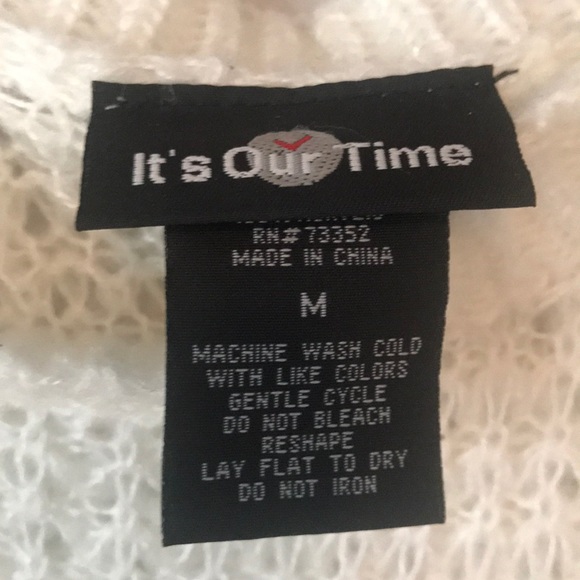 It's Our Time
RN# 73352
MADE IN CHINA
M
MACHINE WASH COLD
WITH LIKE COLORS
GENTLE CYCLE
DO NOT BLEACH
RESHAPE
LAY FLAT TO DRY
DO NOT IRON